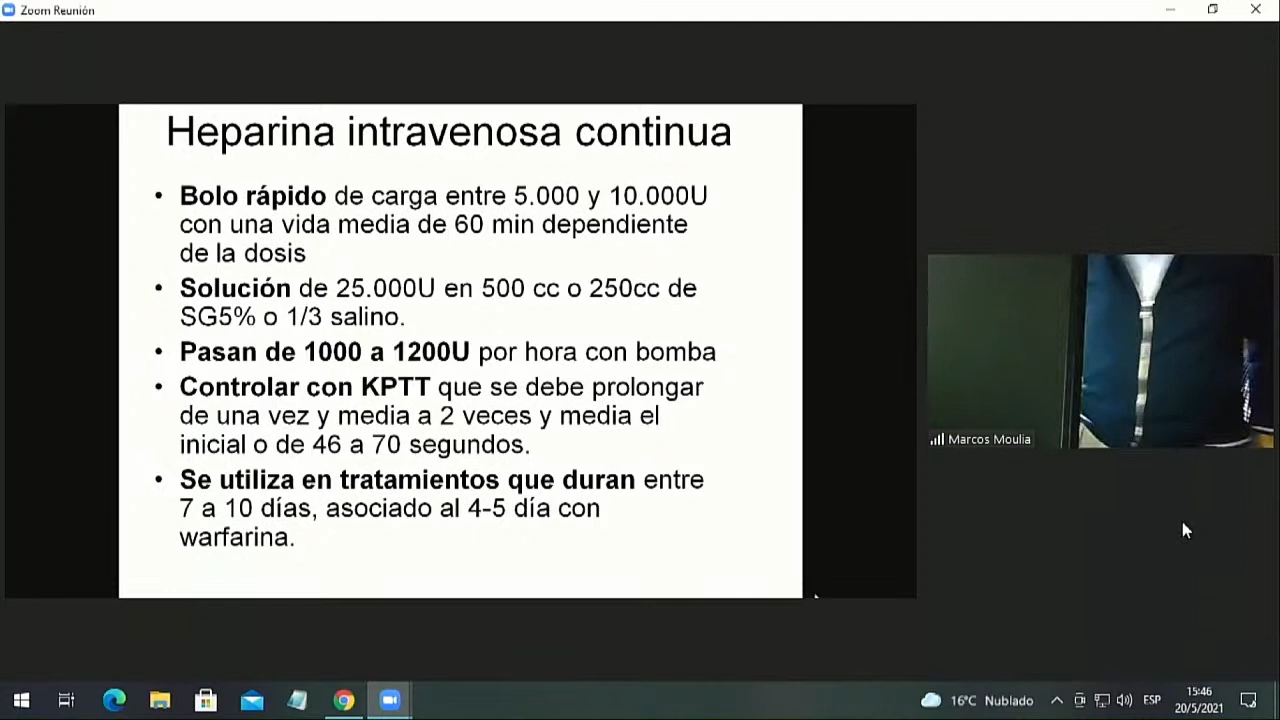 Zoom Reunión
Heparina intravenosa continua
• Bolo rápido de carga entre 5.000 y 10.000U
con una vida media de 60 min dependiente
de la dosis
• Solución de 25.000U en 500 cc o 250cc de
SG5% o 1/3 salino.
• Pasan de 1000 a 1200U por hora con bomba
• Controlar con KPTT que se debe prolongar
de una vez y media a 2 veces y media el
inicial o de 46 a 70 segundos.
• Se utiliza en tratamientos que duran entre
7 a 10 días, asociado al 4-5 día con
warfarina.
Marcos Moulia
16°C Nublado
ESP
15:46
20/5/2021